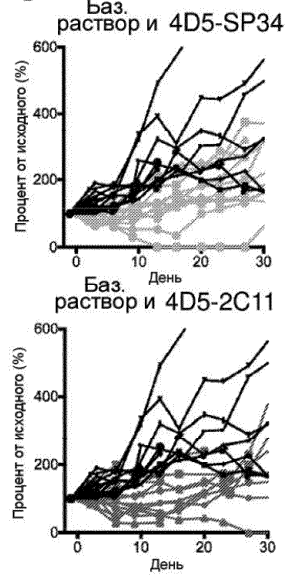 Баз.
раствор и 4D5-SP34
Процент от исходного (%)
600
400
200
0
0 10 20 30
День
Баз.
раствор и 4D5-2C11
Процент от исходного (%)
600
400
200
0
0 10 20 30
День